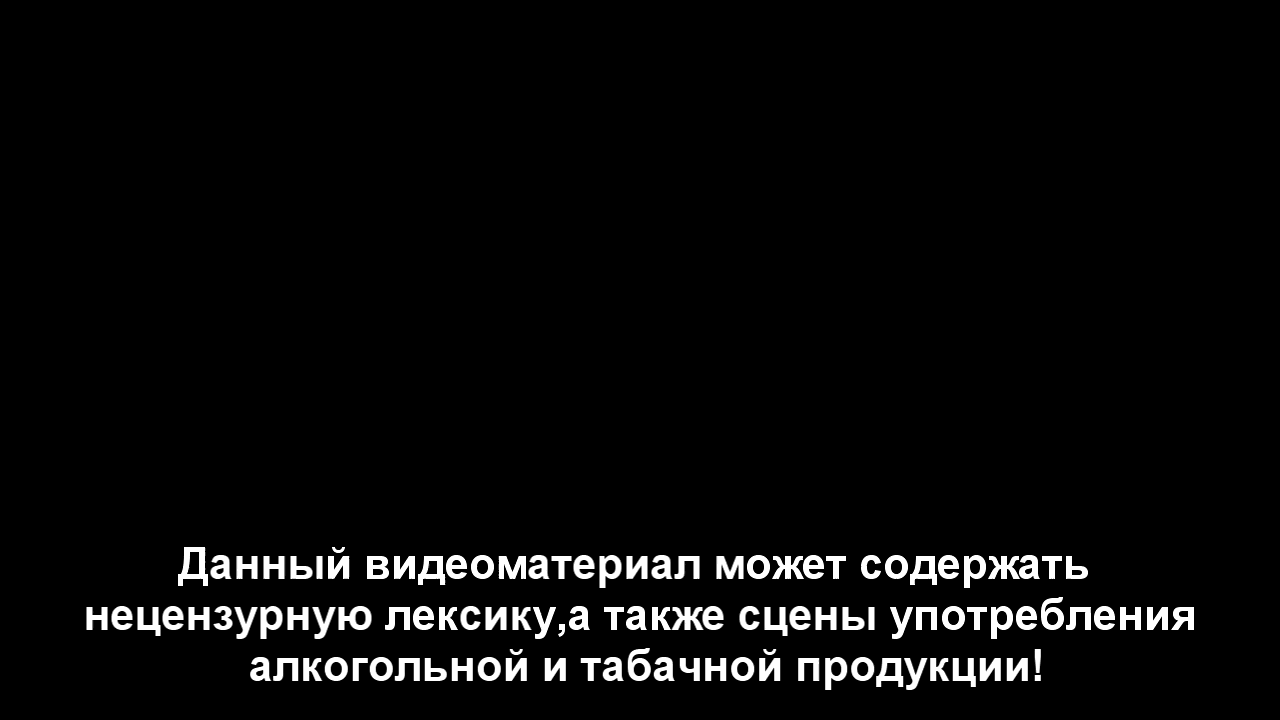 Данный видеоматериал может содержать
нецензурную лексику,а также сцены употребления
алкогольной и табачной продукции!